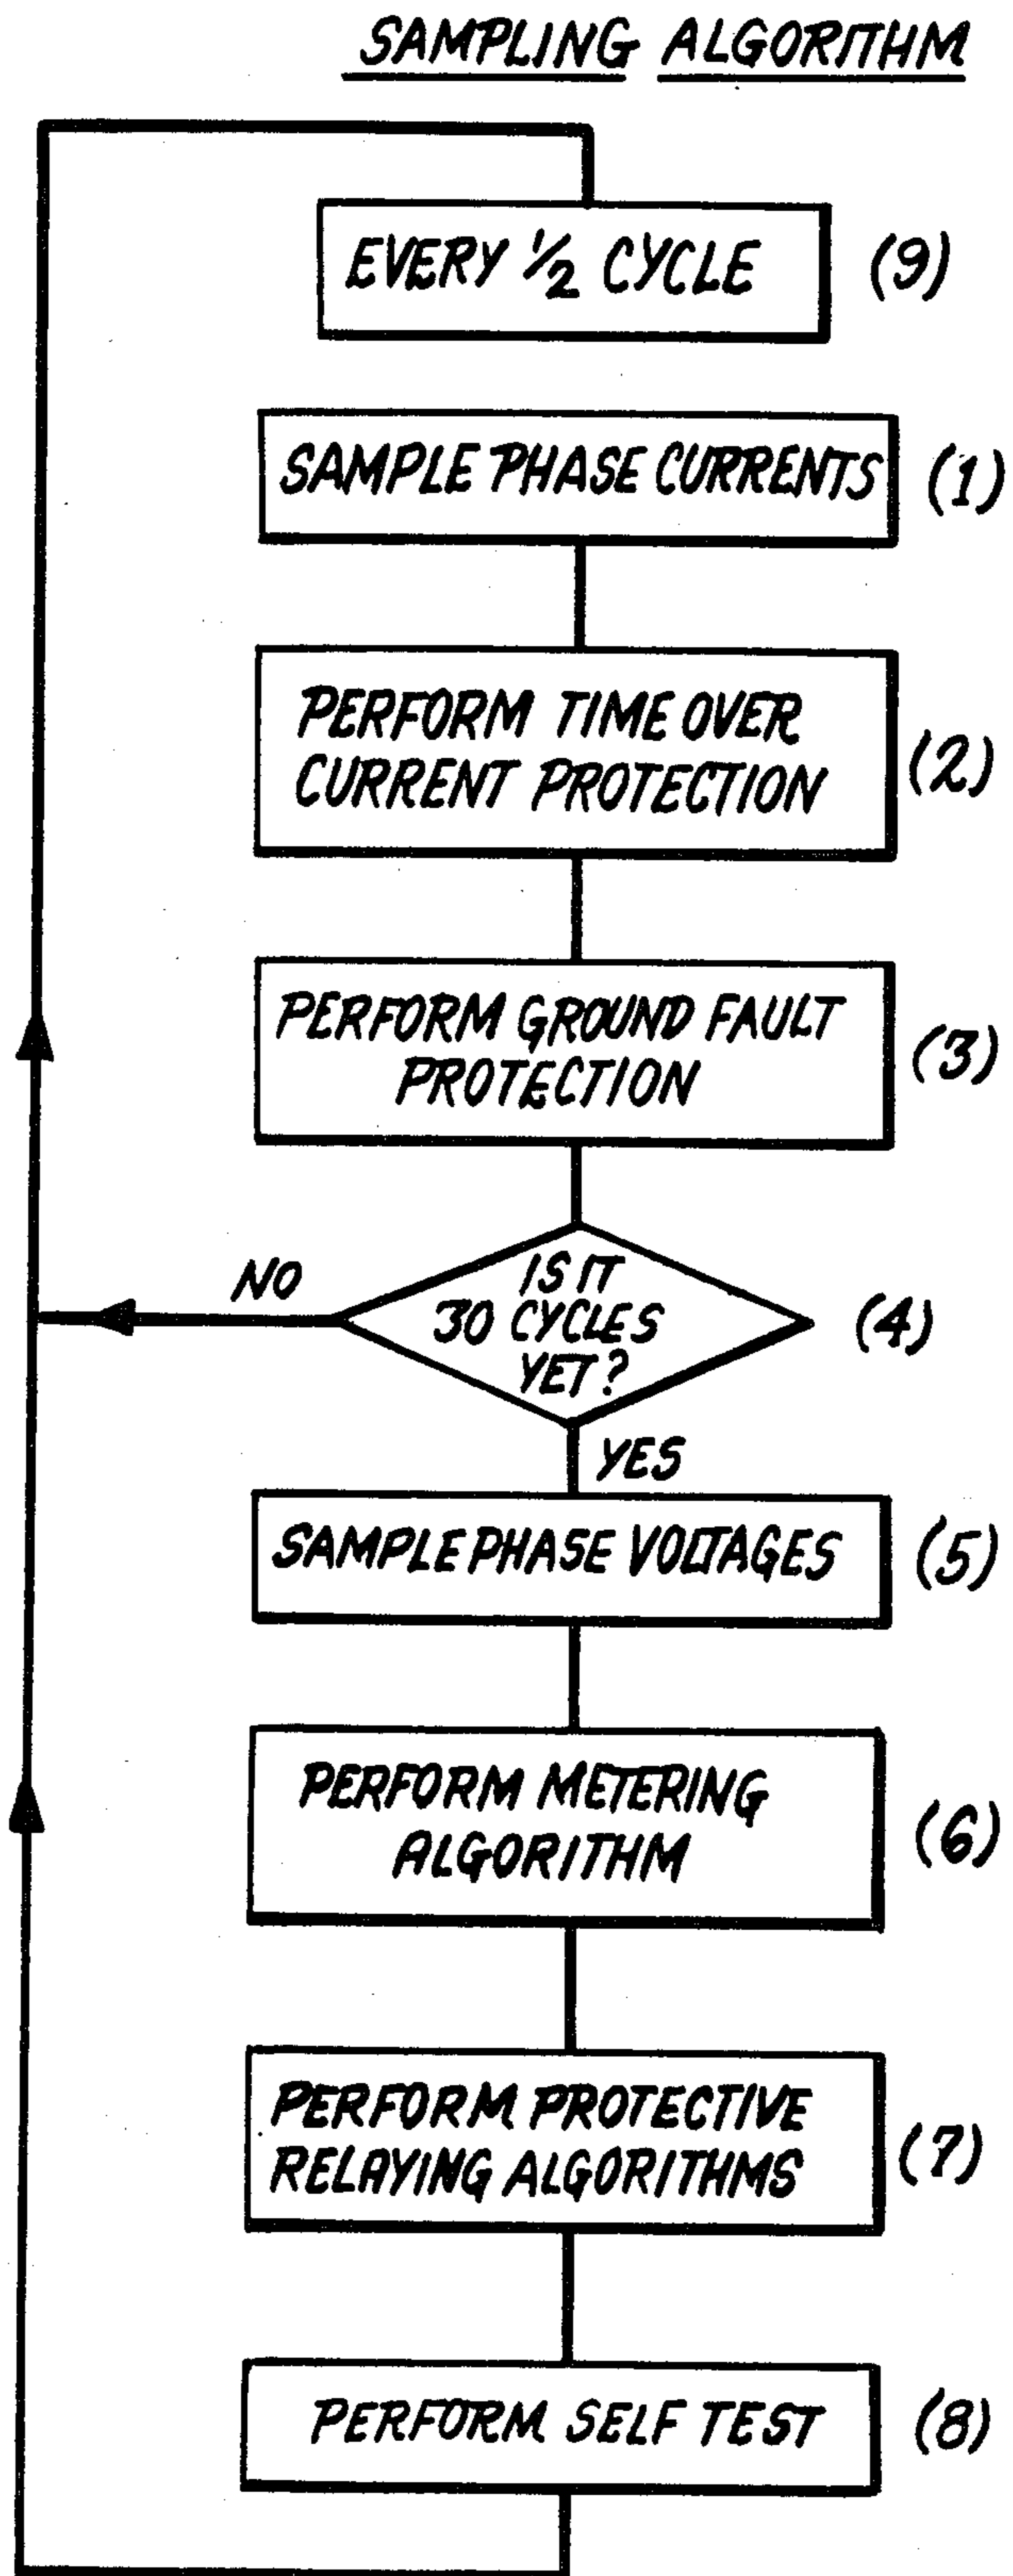 SAMPLING ALGORITHM
EVERY 1/2 CYCLE (9)
SAMPLE PHASE CURRENTS (1)
PERFORM TIME OVER
CURRENT PROTECTION (2)
PERFORM GROUND FAULT
PROTECTION (3)
NO
IS IT
30 CYCLES
YET?
(4)
YES
SAMPLE PHASE VOLTAGES (5)
PERFORM METERING
ALGORITHM (6)
PERFORM PROTECTIVE
RELAYING ALGORITHMS (7)
PERFORM SELF TEST (8)